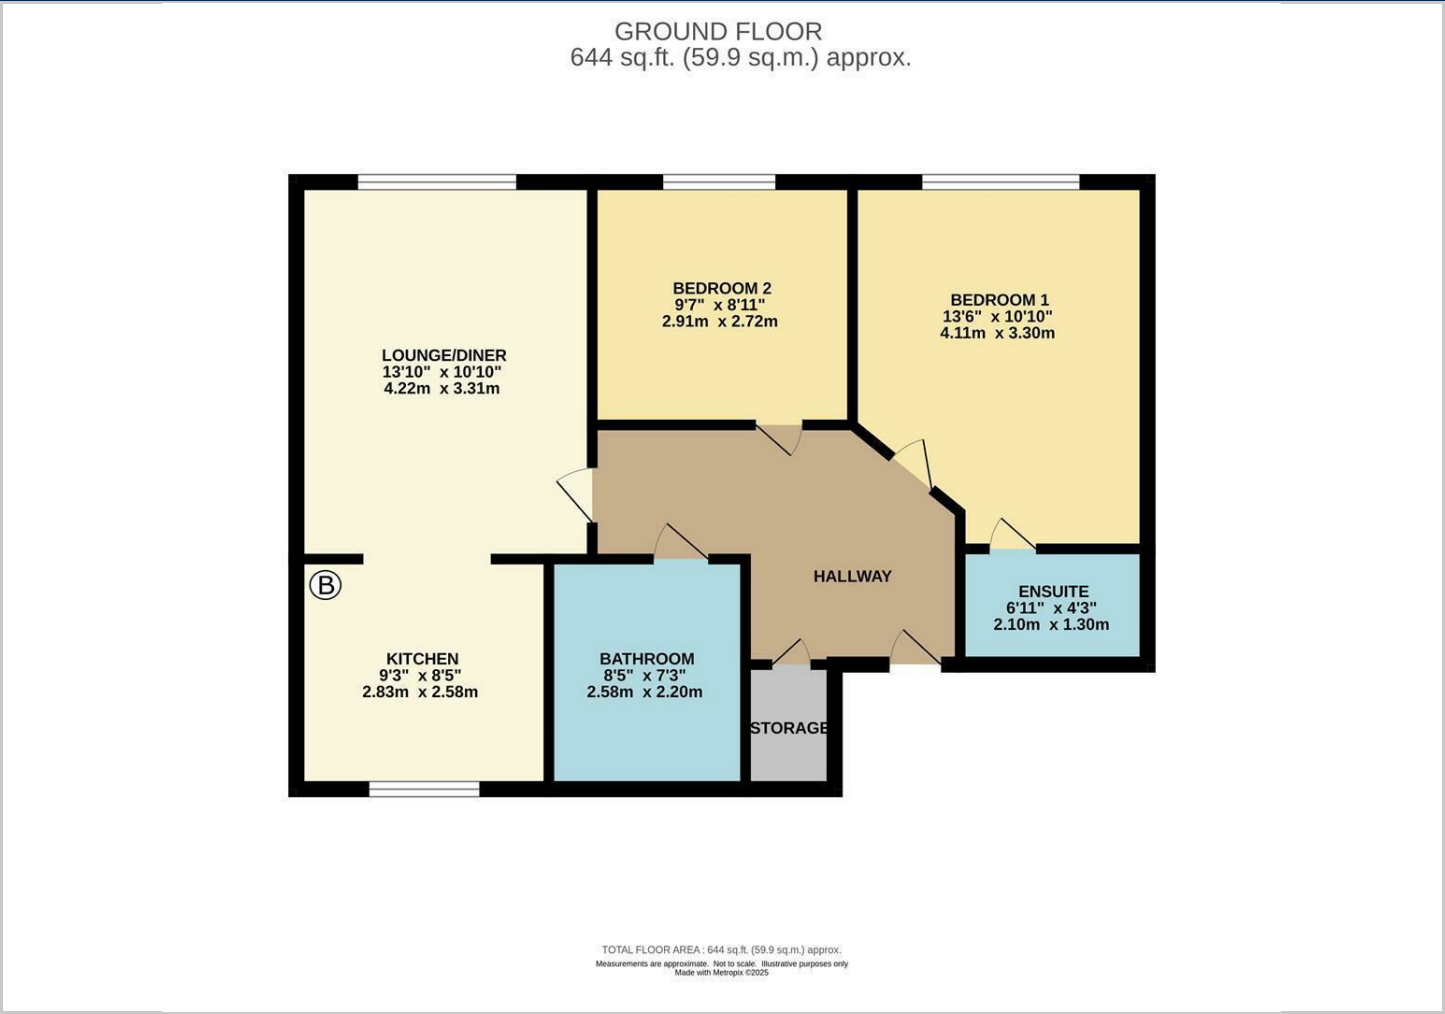 GROUND FLOOR
644 sq.ft. (59.9 sq.m.) approx.
BEDROOM 2
9'7" x 8'11"
2.91m x 2.72m
BEDROOM 1
13'6" x 10'10"
4.11m x 3.30m
LOUNGE/DINER
13'10" x 10'10"
4.22m x 3.31m
HALLWAY
B
ENSUITE
6'11" x 4'3"
2.10m x 1.30m
KITCHEN
9'3" x 8'5"
2.83m x 2.58m
BATHROOM
8'5" x 7'3"
2.58m x 2.20m
STORAGE
TOTAL FLOOR AREA : 644 sq.ft. (59.9 sq.m.) approx.
Measurements are approximate. Not to scale. Illustrative purposes only
Made with Metropix ©2025